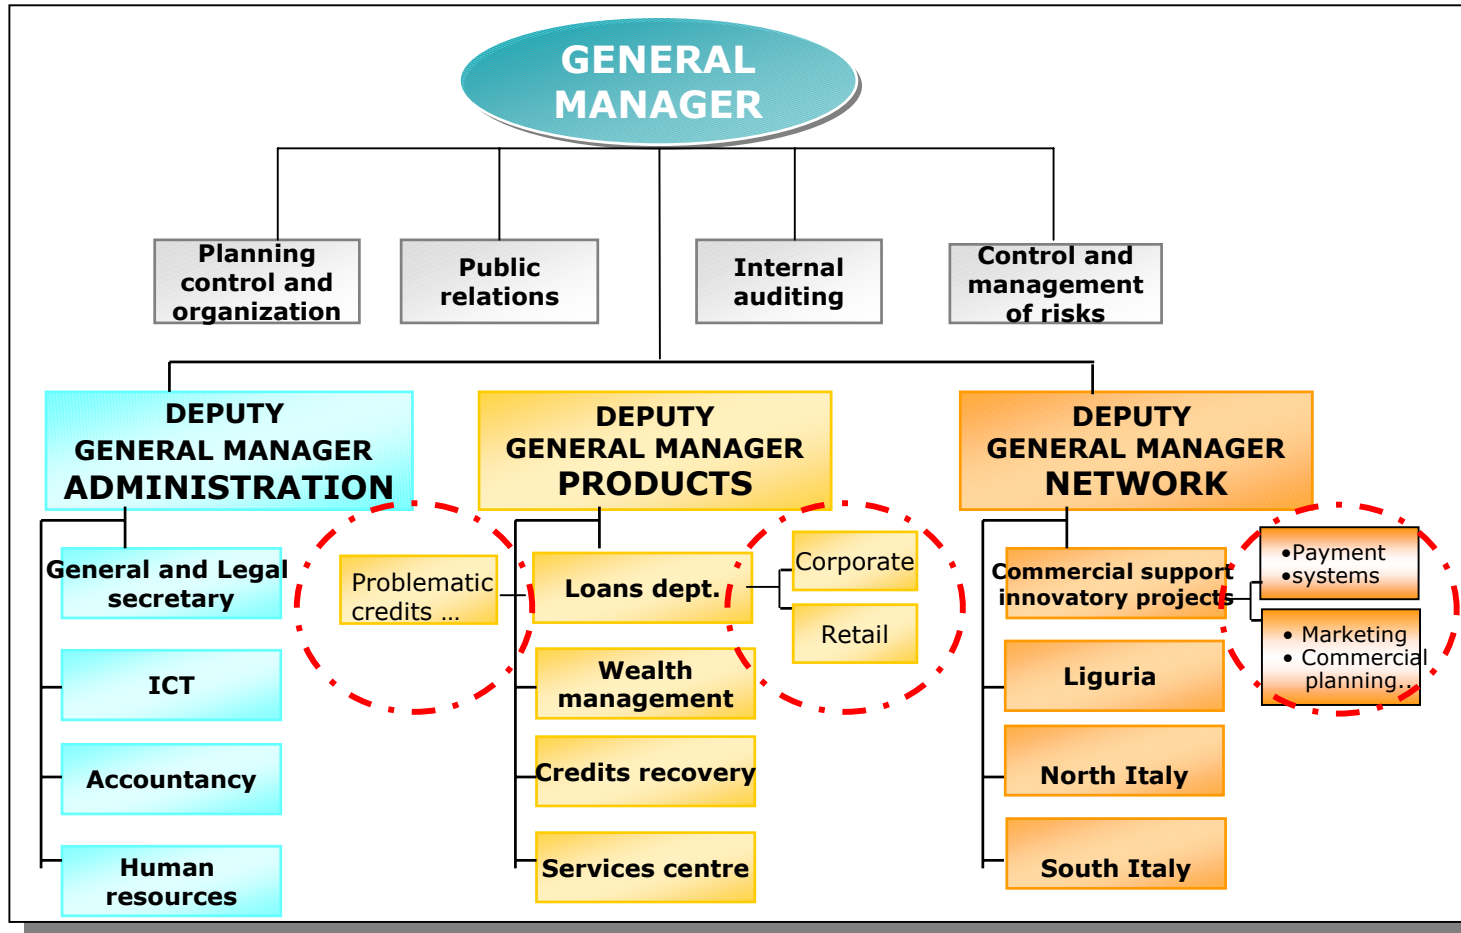 GENERAL
MANAGER
Planning
control and
organization
Public
relations
Internal
auditing
Control and
management
of risks
DEPUTY
GENERAL MANAGER
ADMINISTRATION
General and Legal
secretary
ICT
Accountancy
Human
resources
DEPUTY
GENERAL MANAGER
PRODUCTS
Problematic
credits ...
Loans dept.
Corporate
Retail
Wealth
management
Credits recovery
Services centre
DEPUTY
GENERAL MANAGER
NETWORK
Commercial support
innovatory projects
•Payment
•systems
• Marketing
• Commercial
planning...
Liguria
North Italy
South Italy